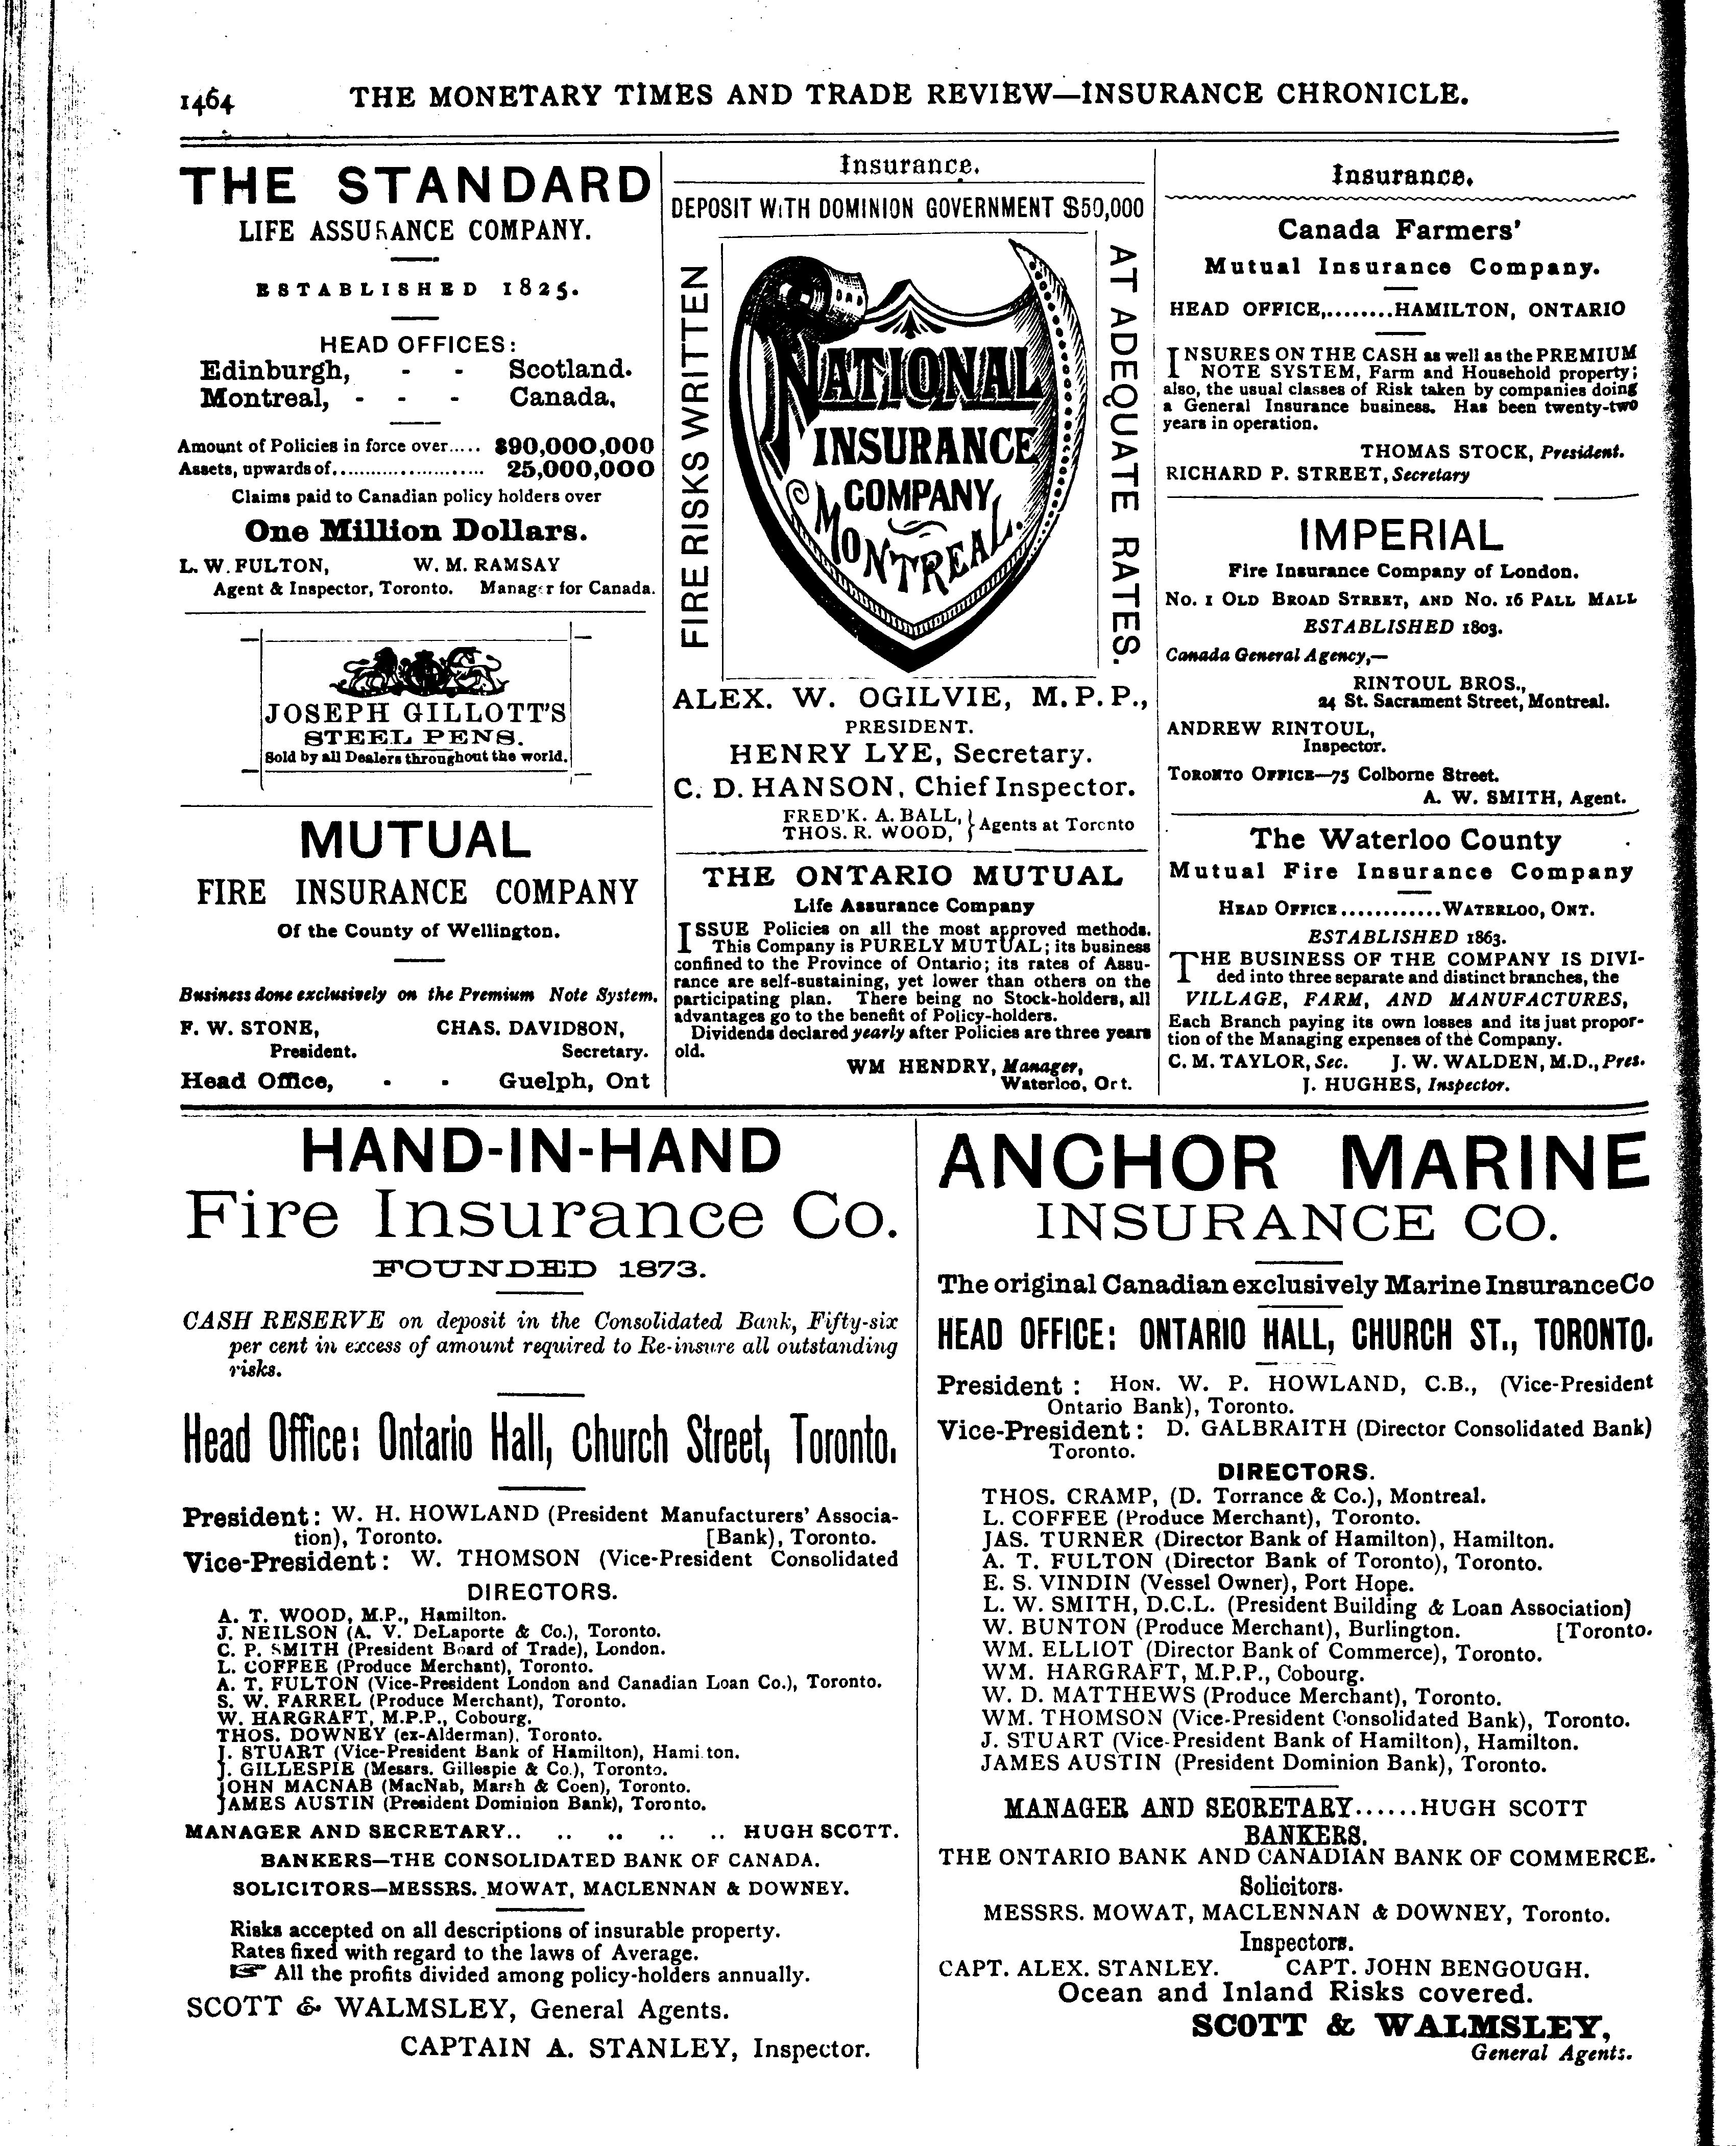 1464 THE MONETARY TIMES AND TRADE REVIEW—INSURANCE CHRONICLE.
THE STANDARD
LIFE ASSURANCE COMPANY.
ESTABLISHED 1825.
HEAD OFFICES:
Edinburgh, - - Scotland.
Montreal, - - - Canada,
Amount of Policies in force over..... $90,000,000
Assets, upwards of....................... 25,000,000
Claims paid to Canadian policy holders over
One Million Dollars.
L. W. FULTON, W. M. RAMSAY
Agent & Inspector, Toronto. Manager for Canada.
JOSEPH GILLOTT'S
STEEL PENS.
Sold by all Dealers throughout the world.
MUTUAL
FIRE INSURANCE COMPANY
Of the County of Wellington.
Business done exclusively on the Premium Note System.
F. W. STONE, CHAS. DAVIDSON,
President. Secretary.
Head Office, - - Guelph, Ont
Insurance.
DEPOSIT WITH DOMINION GOVERNMENT $50,000
FIRE RISKS WRITTEN
NATIONAL
INSURANCE
COMPANY
MONTREAL.
AT ADEQUATE RATES.
ALEX. W. OGILVIE, M.P.P.,
PRESIDENT.
HENRY LYE, Secretary.
C. D. HANSON, Chief Inspector.
FRED'K. A. BALL, } Agents at Toronto
THOS. R. WOOD,
THE ONTARIO MUTUAL
Life Assurance Company
ISSUE Policies on all the most approved methods.
This Company is PURELY MUTUAL; its business
confined to the Province of Ontario; its rates of Assu-
rance are self-sustaining, yet lower than others on the
participating plan. There being no Stock-holders, all
advantages go to the benefit of Policy-holders.
Dividends declared yearly after Policies are three years
old.
WM HENDRY, Manager,
Waterloo, Ort.
Insurance.
Canada Farmers'
Mutual Insurance Company.
HEAD OFFICE,........HAMILTON, ONTARIO
INSURES ON THE CASH as well as the PREMIUM
NOTE SYSTEM, Farm and Household property;
also, the usual classes of Risk taken by companies doing
a General Insurance business. Has been twenty-two
years in operation.
THOMAS STOCK, President.
RICHARD P. STREET, Secretary
IMPERIAL
Fire Insurance Company of London.
No. 1 OLD BROAD STREET, AND No. 16 PALL MALL
ESTABLISHED 1803.
Canada General Agency,—
RINTOUL BROS.,
24 St. Sacrament Street, Montreal.
ANDREW RINTOUL,
Inspector.
TORONTO OFFICE—75 Colborne Street.
A. W. SMITH, Agent.
The Waterloo County
Mutual Fire Insurance Company
HEAD OFFICE............WATERLOO, ONT.
ESTABLISHED 1863.
THE BUSINESS OF THE COMPANY IS DIVI-
ded into three separate and distinct branches, the
VILLAGE, FARM, AND MANUFACTURES,
Each Branch paying its own losses and its just propor-
tion of the Managing expenses of the Company.
C. M. TAYLOR, Sec. J. W. WALDEN, M.D., Pres.
J. HUGHES, Inspector.
HAND-IN-HAND
Fire Insurance Co.
FOUNDED 1873.
CASH RESERVE on deposit in the Consolidated Bank, Fifty-six
per cent in excess of amount required to Re-insure all outstanding
risks.
Head Office: Ontario Hall, Church Street, Toronto.
President: W. H. HOWLAND (President Manufacturers' Associa-
tion), Toronto. [Bank), Toronto.
Vice-President: W. THOMSON (Vice-President Consolidated
DIRECTORS.
A. T. WOOD, M.P., Hamilton.
J. NEILSON (A. V. DeLaporte & Co.), Toronto.
C. P. SMITH (President Board of Trade), London.
L. COFFEE (Produce Merchant), Toronto.
A. T. FULTON (Vice-President London and Canadian Loan Co.), Toronto.
S. W. FARREL (Produce Merchant), Toronto.
W. HARGRAFT, M.P.P., Cobourg.
THOS. DOWNEY (ex-Alderman), Toronto.
J. STUART (Vice-President Bank of Hamilton), Hamilton.
J. GILLESPIE (Messrs. Gillespie & Co.), Toronto.
JOHN MACNAB (MacNab, Marsh & Coen), Toronto.
JAMES AUSTIN (President Dominion Bank), Toronto.
MANAGER AND SECRETARY.. .. .. .. .. HUGH SCOTT.
BANKERS—THE CONSOLIDATED BANK OF CANADA.
SOLICITORS—MESSRS. MOWAT, MACLENNAN & DOWNEY.
Risks accepted on all descriptions of insurable property.
Rates fixed with regard to the laws of Average.
☞ All the profits divided among policy-holders annually.
SCOTT & WALMSLEY, General Agents.
CAPTAIN A. STANLEY, Inspector.
ANCHOR MARINE
INSURANCE CO.
The original Canadian exclusively Marine Insurance Co
HEAD OFFICE: ONTARIO HALL, CHURCH ST., TORONTO.
President: HON. W. P. HOWLAND, C.B., (Vice-President
Ontario Bank), Toronto.
Vice-President: D. GALBRAITH (Director Consolidated Bank)
Toronto.
DIRECTORS.
THOS. CRAMP, (D. Torrance & Co.), Montreal.
L. COFFEE (Produce Merchant), Toronto.
JAS. TURNER (Director Bank of Hamilton), Hamilton.
A. T. FULTON (Director Bank of Toronto), Toronto.
E. S. VINDIN (Vessel Owner), Port Hope.
L. W. SMITH, D.C.L. (President Building & Loan Association)
W. BUNTON (Produce Merchant), Burlington. [Toronto.
WM. ELLIOT (Director Bank of Commerce), Toronto.
WM. HARGRAFT, M.P.P., Cobourg.
W. D. MATTHEWS (Produce Merchant), Toronto.
WM. THOMSON (Vice-President Consolidated Bank), Toronto.
J. STUART (Vice-President Bank of Hamilton), Hamilton.
JAMES AUSTIN (President Dominion Bank), Toronto.
MANAGER AND SECRETARY......HUGH SCOTT
BANKERS.
THE ONTARIO BANK AND CANADIAN BANK OF COMMERCE.
Solicitors.
MESSRS. MOWAT, MACLENNAN & DOWNEY, Toronto.
Inspectors.
CAPT. ALEX. STANLEY. CAPT. JOHN BENGOUGH.
Ocean and Inland Risks covered.
SCOTT & WALMSLEY,
General Agents.